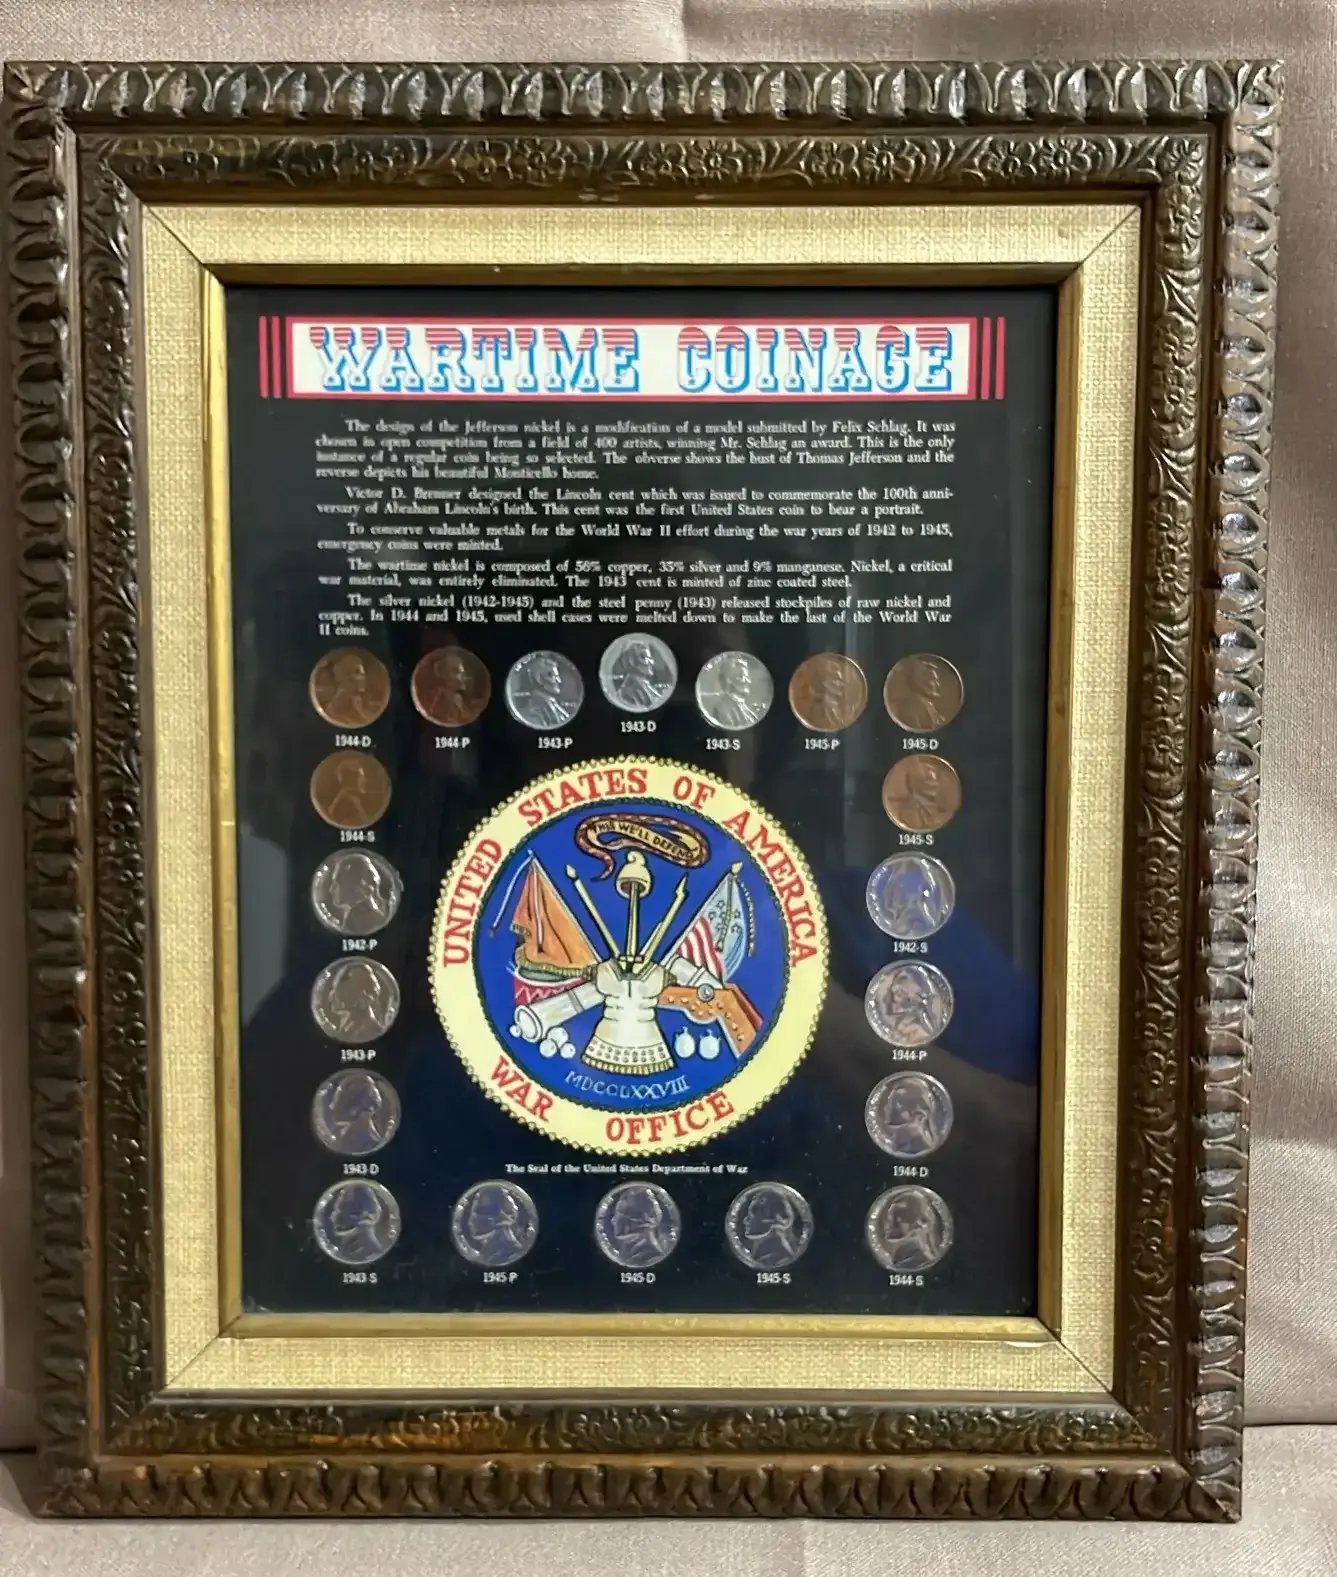 WARTIME COINAGE
The design of the Jefferson nickel is a modification of a model submitted by Felix Schlag. It was
chosen in open competition from a field of 400 artists, winning Mr. Schlag an award. This is the only
instance of a regular coin being so selected. The obverse shows the bust of Thomas Jefferson and the
reverse depicts his beautiful Monticello home.
Victor D. Brenner designed the Lincoln cent which was issued to commemorate the 100th anni-
versary of Abraham Lincoln's birth. This cent was the first United States coin to bear a portrait.
To conserve valuable metals for the World War II effort during the war years of 1942 to 1945,
emergency coins were minted.
The wartime nickel is composed of 56% copper, 35% silver and 9% manganese. Nickel, a critical
war material, was entirely eliminated. The 1943 cent is minted of zinc coated steel.
The silver nickel (1942-1945) and the steel penny (1943) released stockpiles of raw nickel and
copper. In 1944 and 1945, used shell cases were melted down to make the last of the World War
II coins.
1944-D 1944-P 1943-P 1943-D 1943-S 1945-P 1945-D
1944-S 1945-S
UNITED STATES OF AMERICA
THIS WE'LL DEFEND
1942-P 1942-S
1943-P 1944-P
MDCCLXXVIII
WAR OFFICE
1943-D The Seal of the United States Department of War 1944-D
1943-S 1945-P 1945-D 1945-S 1944-S